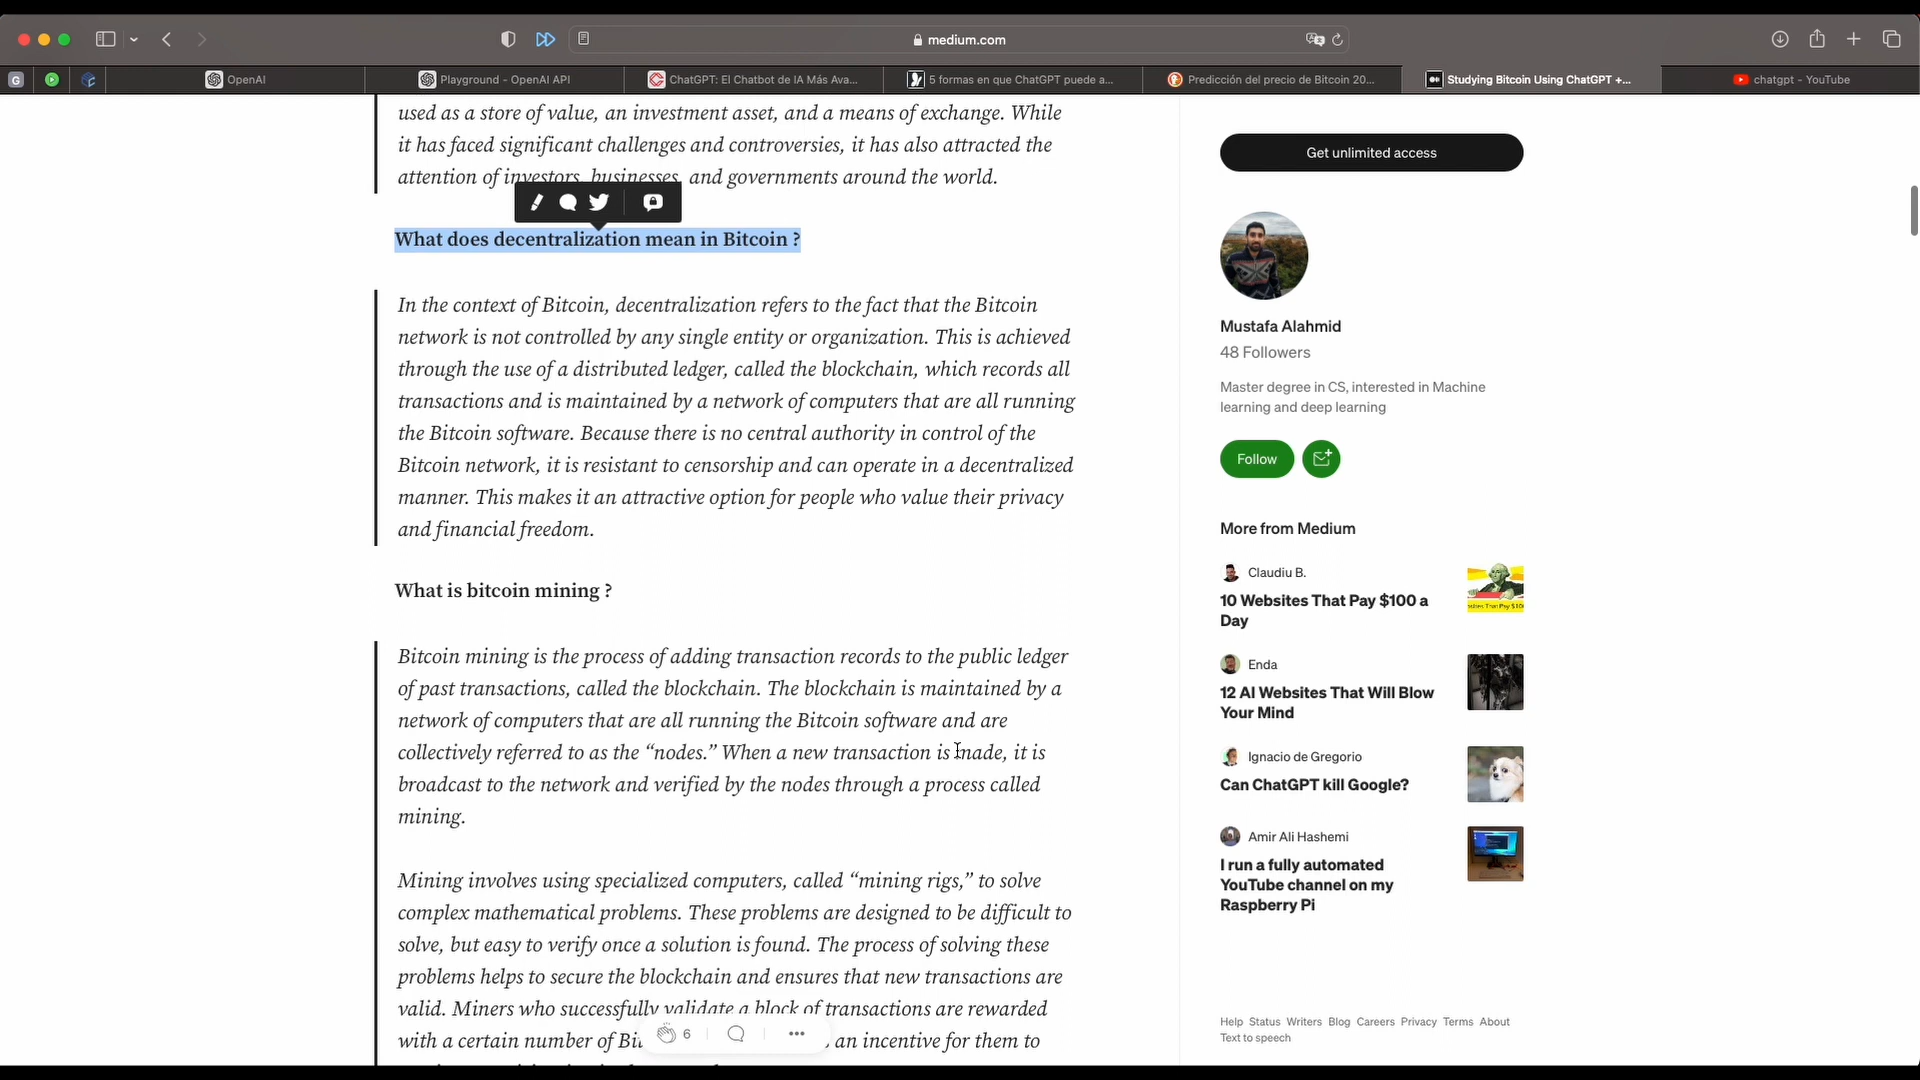 medium.com
G
OpenAI
Playground - OpenAI API
ChatGPT: El Chatbot de IA Más Ava...
5 formas en que ChatGPT puede a...
Predicción del precio de Bitcoin 20...
Studying Bitcoin Using ChatGPT +...
chatgpt - YouTube
used as a store of value, an investment asset, and a means of exchange. While
it has faced significant challenges and controversies, it has also attracted the
attention of investors, businesses, and governments around the world.
What does decentralization mean in Bitcoin ?
In the context of Bitcoin, decentralization refers to the fact that the Bitcoin
network is not controlled by any single entity or organization. This is achieved
through the use of a distributed ledger, called the blockchain, which records all
transactions and is maintained by a network of computers that are all running
the Bitcoin software. Because there is no central authority in control of the
Bitcoin network, it is resistant to censorship and can operate in a decentralized
manner. This makes it an attractive option for people who value their privacy
and financial freedom.
What is bitcoin mining ?
Bitcoin mining is the process of adding transaction records to the public ledger
of past transactions, called the blockchain. The blockchain is maintained by a
network of computers that are all running the Bitcoin software and are
collectively referred to as the “nodes.” When a new transaction is made, it is
broadcast to the network and verified by the nodes through a process called
mining.
Mining involves using specialized computers, called “mining rigs,” to solve
complex mathematical problems. These problems are designed to be difficult to
solve, but easy to verify once a solution is found. The process of solving these
problems helps to secure the blockchain and ensures that new transactions are
valid. Miners who successfully validate a block of transactions are rewarded
with a certain number of an incentive for them to
6
Get unlimited access
Mustafa Alahmid
48 Followers
Master degree in CS, interested in Machine
learning and deep learning
Follow
More from Medium
Claudiu B.
10 Websites That Pay $100 a
Day
Enda
12 AI Websites That Will Blow
Your Mind
Ignacio de Gregorio
Can ChatGPT kill Google?
Amir Ali Hashemi
I run a fully automated
YouTube channel on my
Raspberry Pi
Help Status Writers Blog Careers Privacy Terms About
Text to speech